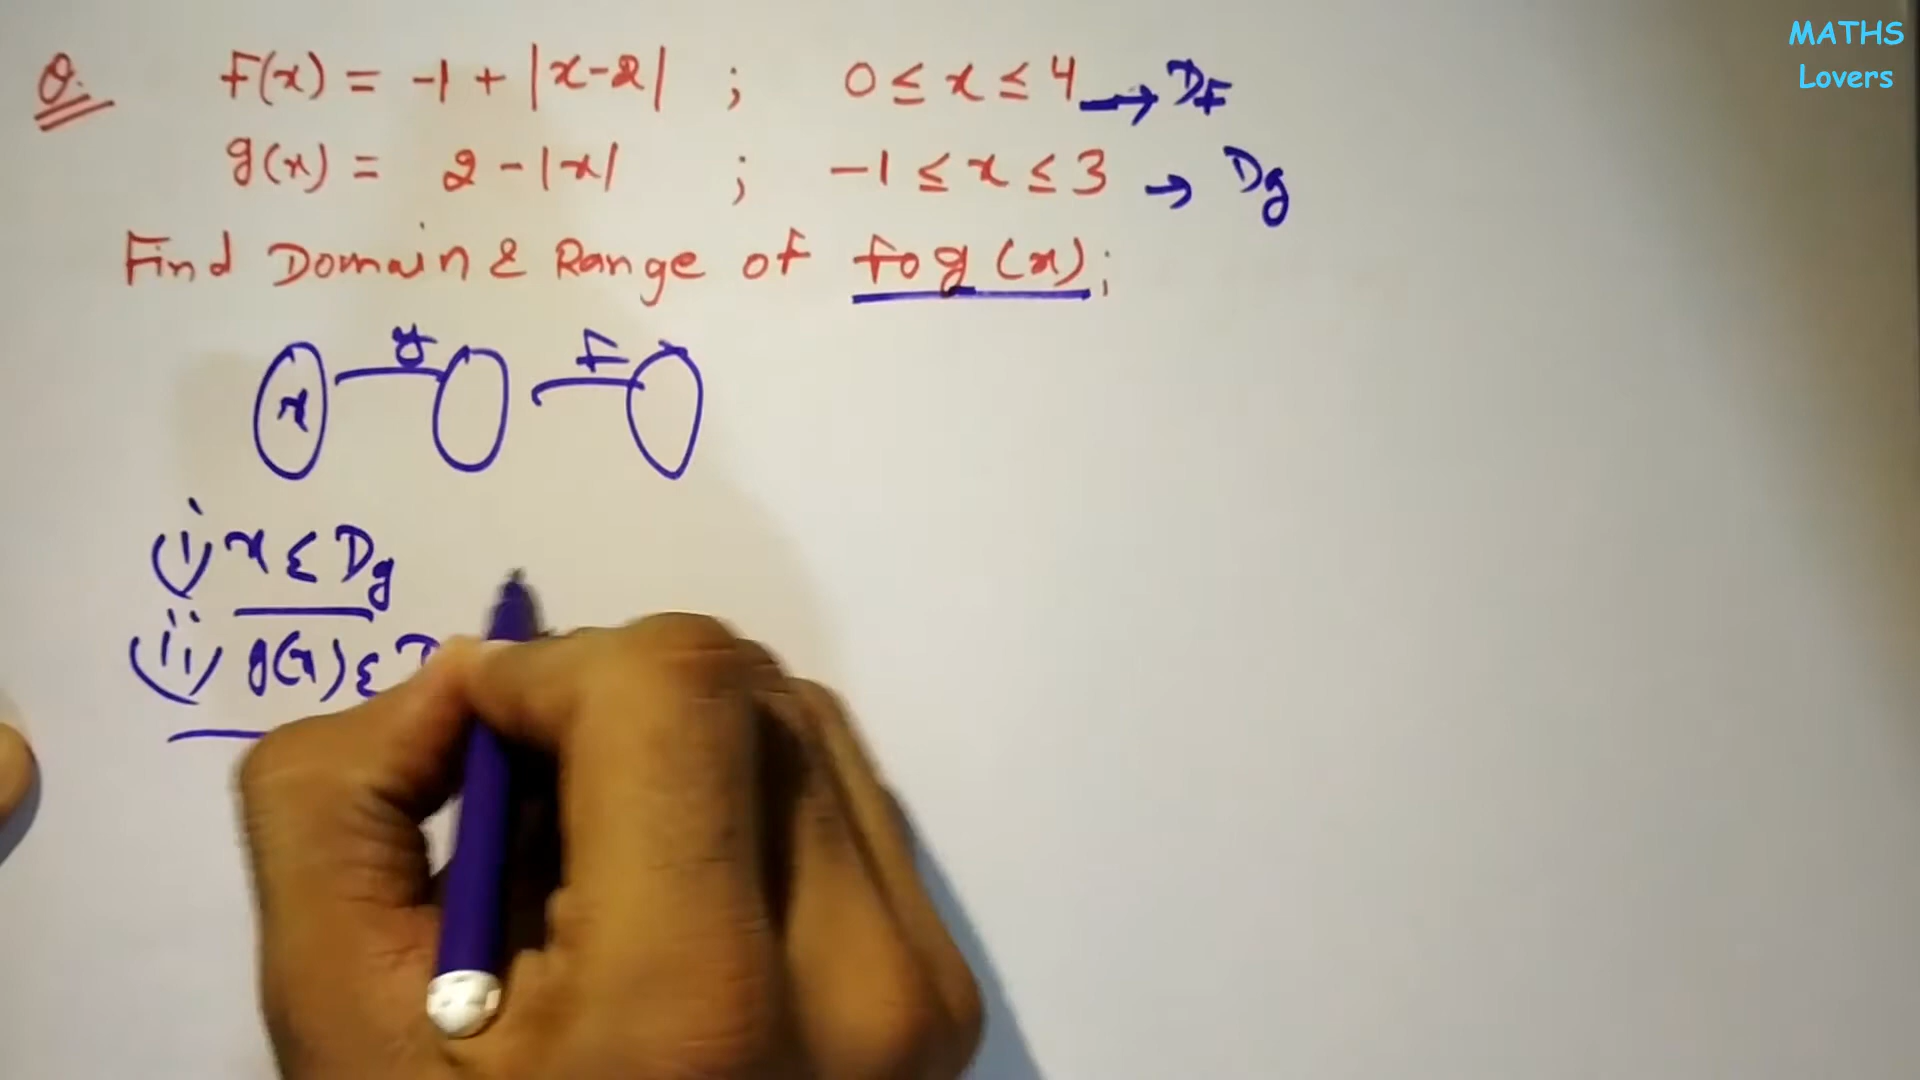 Q. F(x) = -1 + |x-2| ; 0 ≤ x ≤ 4 → DF
g(x) = 2 - |x| ; -1 ≤ x ≤ 3 → Dg
Find Domain & Range of fog(x);
x g F
(i) x ∈ Dg
(ii) g(x) ∈
MATHS
Lovers